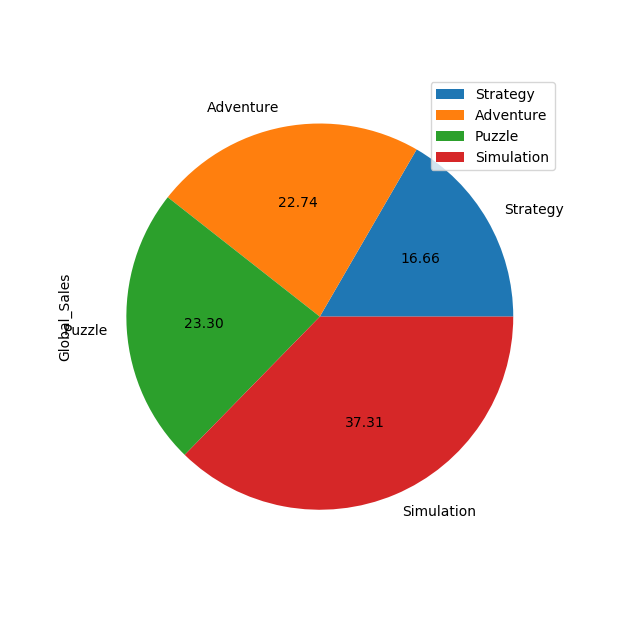 Strategy
Adventure
Puzzle
Simulation
Adventure
Strategy
22.74
16.66
Global_Sales
Puzzle
23.30
37.31
Simulation